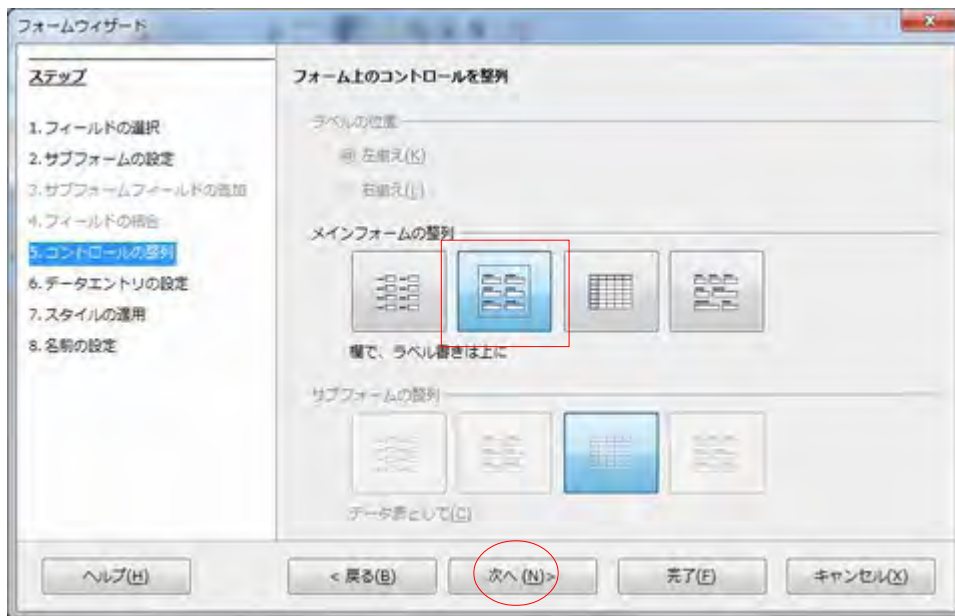 フォームウィザード
ステップ
1. フィールドの選択
2. サブフォームの設定
3. サブフォームフィールドの追加
4. フィールドの結合
5. コントロールの整列
6. データエントリの設定
7. スタイルの適用
8. 名前の設定
フォーム上のコントロールを整列
ラベルの位置
左揃え(K)
右揃え(L)
メインフォームの整列
欄で、ラベル書きは上に
サブフォームの整列
データ表として(C)
ヘルプ(H)
< 戻る(B)
次へ (N)>
完了(F)
キャンセル(X)